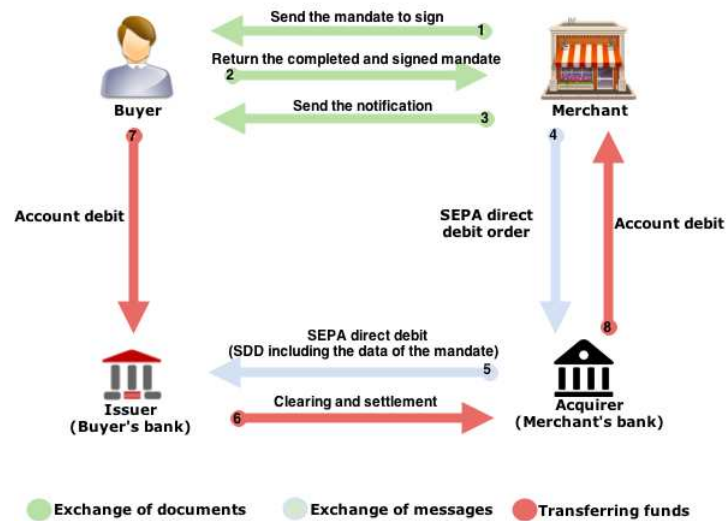 Send the mandate to sign
1
Return the completed and signed mandate
2
Send the notification
3
Buyer
Merchant
7
4
Account debit
SEPA direct
debit order
Account debit
8
SEPA direct debit
(SDD including the data of the mandate)
5
Clearing and settlement
6
Issuer
(Buyer's bank)
Acquirer
(Merchant's bank)
Exchange of documents
Exchange of messages
Transferring funds